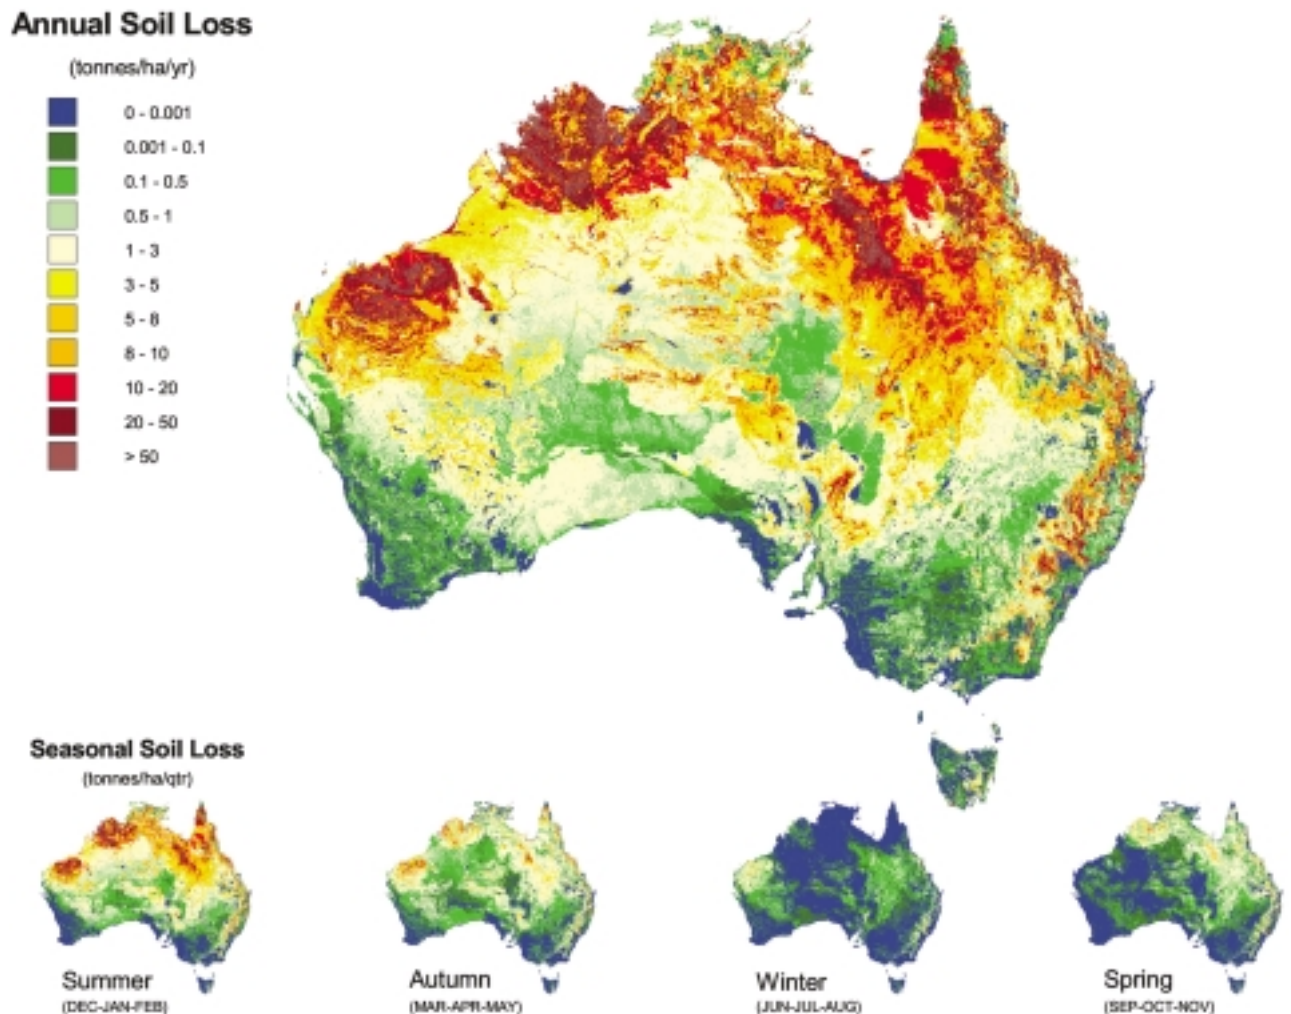 Annual Soil Loss
(tonnes/ha/yr)
0 - 0.001
0.001 - 0.1
0.1 - 0.5
0.5 - 1
1 - 3
3 - 5
5 - 8
8 - 10
10 - 20
20 - 50
> 50
Seasonal Soil Loss
(tonnes/ha/qtr)
Summer
(DEC-JAN-FEB)
Autumn
(MAR-APR-MAY)
Winter
(JUN-JUL-AUG)
Spring
(SEP-OCT-NOV)